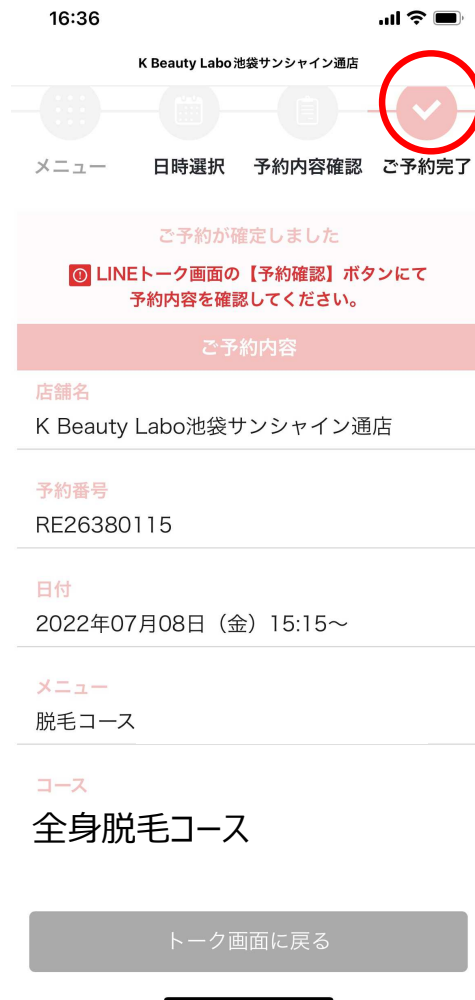 16:36
K Beauty Labo池袋サンシャイン通店
メニュー
日時選択
予約内容確認
ご予約完了
ご予約が確定しました
LINEトーク画面の【予約確認】ボタンにて
予約内容を確認してください。
ご予約内容
店舗名
K Beauty Labo池袋サンシャイン通店
予約番号
RE26380115
日付
2022年07月08日（金）15:15〜
メニュー
脱毛コース
コース
全身脱毛コース
トーク画面に戻る